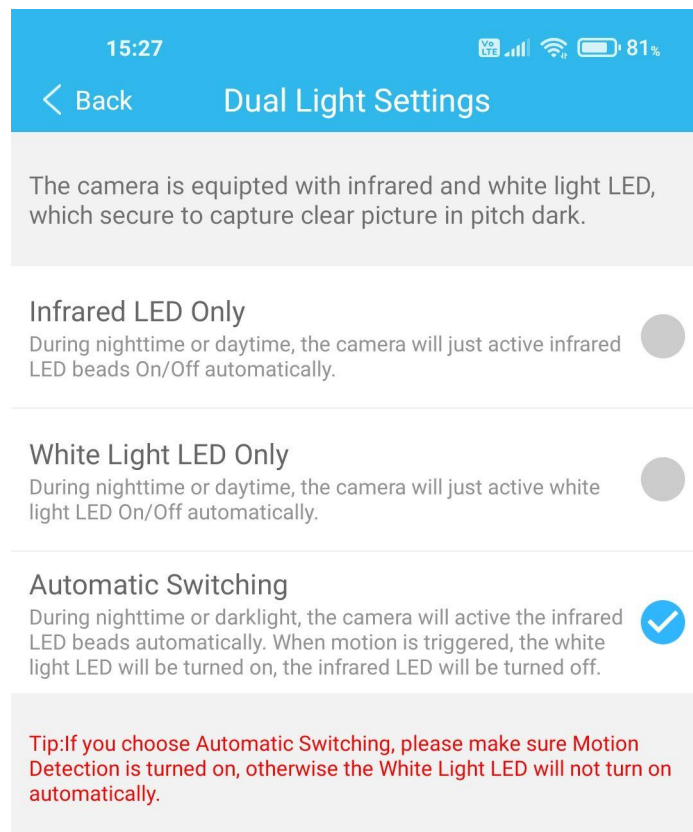 15:27 Vo LTE 81%
Back Dual Light Settings
The camera is equipted with infrared and white light LED,
which secure to capture clear picture in pitch dark.
Infrared LED Only
During nighttime or daytime, the camera will just active infrared
LED beads On/Off automatically.
White Light LED Only
During nighttime or daytime, the camera will just active white
light LED On/Off automatically.
Automatic Switching
During nighttime or darklight, the camera will active the infrared
LED beads automatically. When motion is triggered, the white
light LED will be turned on, the infrared LED will be turned off.
Tip:If you choose Automatic Switching, please make sure Motion
Detection is turned on, otherwise the White Light LED will not turn on
automatically.